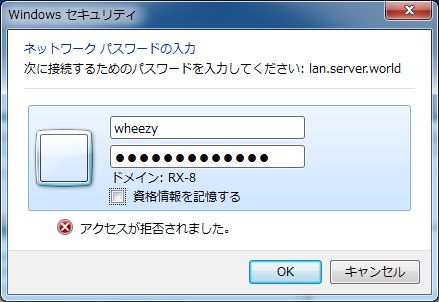 Windows セキュリティ
ネットワーク パスワードの入力
次に接続するためのパスワードを入力してください: lan.server.world
wheezy
●●●●●●●●●●●●●
ドメイン: RX-8
資格情報を記憶する
アクセスが拒否されました。
OK
キャンセル